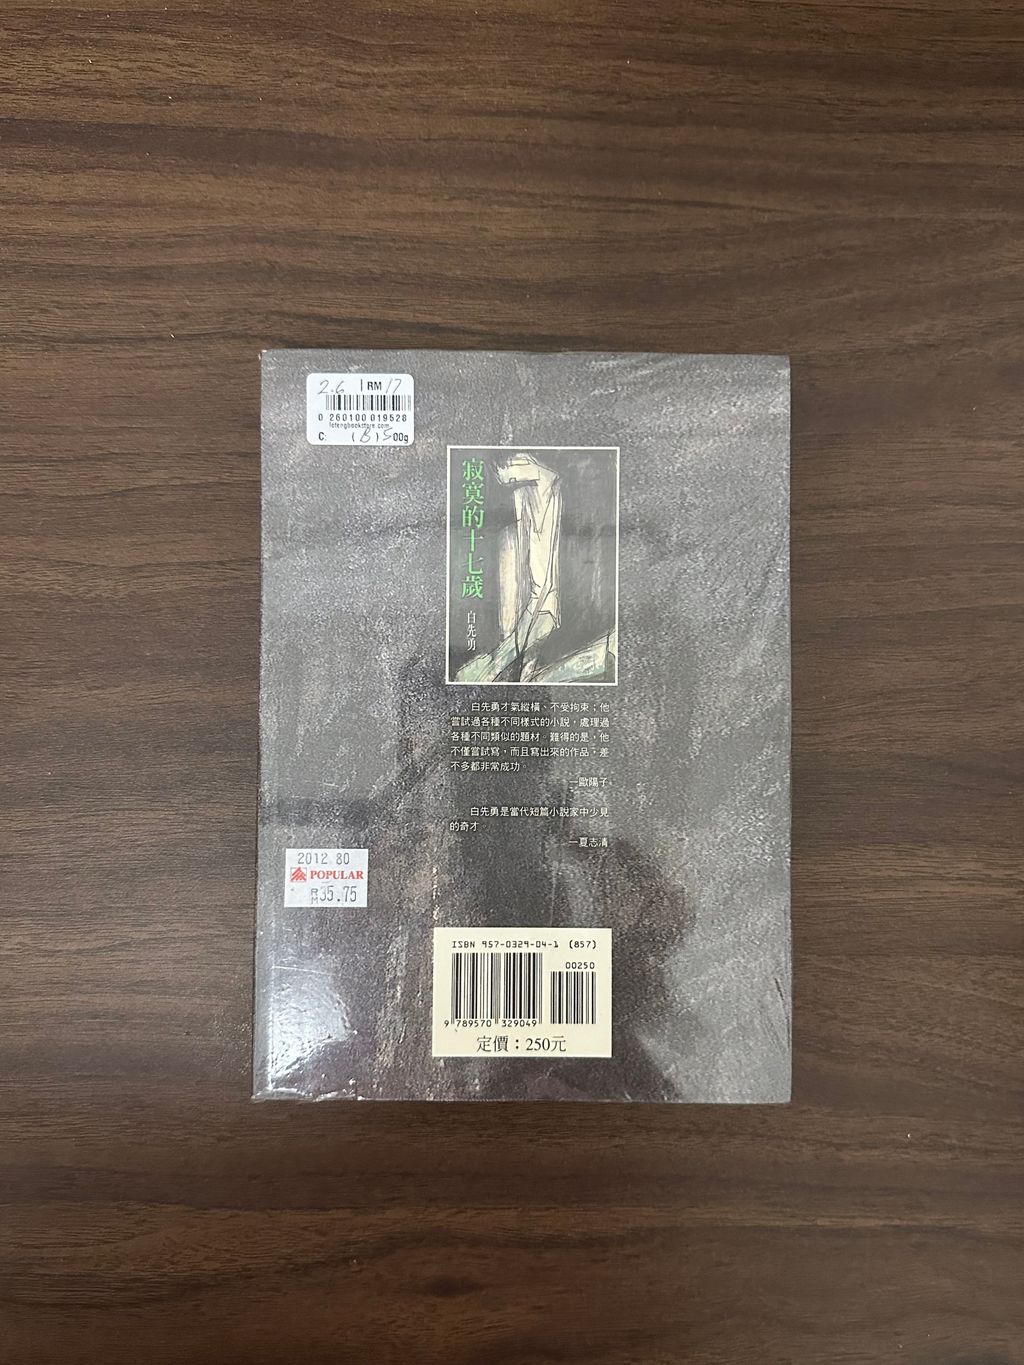 2.6 RM 17
0 260100 019528
lotengbookstore.com
C: 00g
寂寞的十七歲
白先勇
白先勇才氣縱橫、不受拘束；他
嘗試過各種不同樣式的小說，處理過
各種不同類似的題材。難得的是，他
不僅嘗試寫，而且寫出來的作品，差
不多都非常成功。
—歐陽子
白先勇是當代短篇小說家中少見
的奇才。
—夏志清
2012 80
POPULAR
RM35.75
ISBN 957-0329-04-1 (857)
00250
9 789570 329049
定價：250元